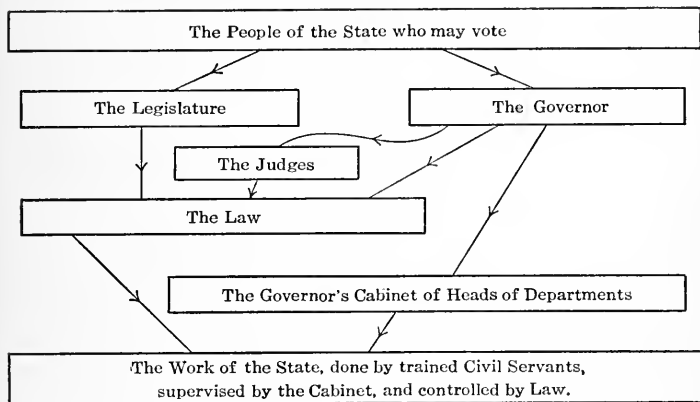 The People of the State who may vote
The Legislature
The Governor
The Judges
The Law
The Governor's Cabinet of Heads of Departments
The Work of the State, done by trained Civil Servants,
supervised by the Cabinet, and controlled by Law.